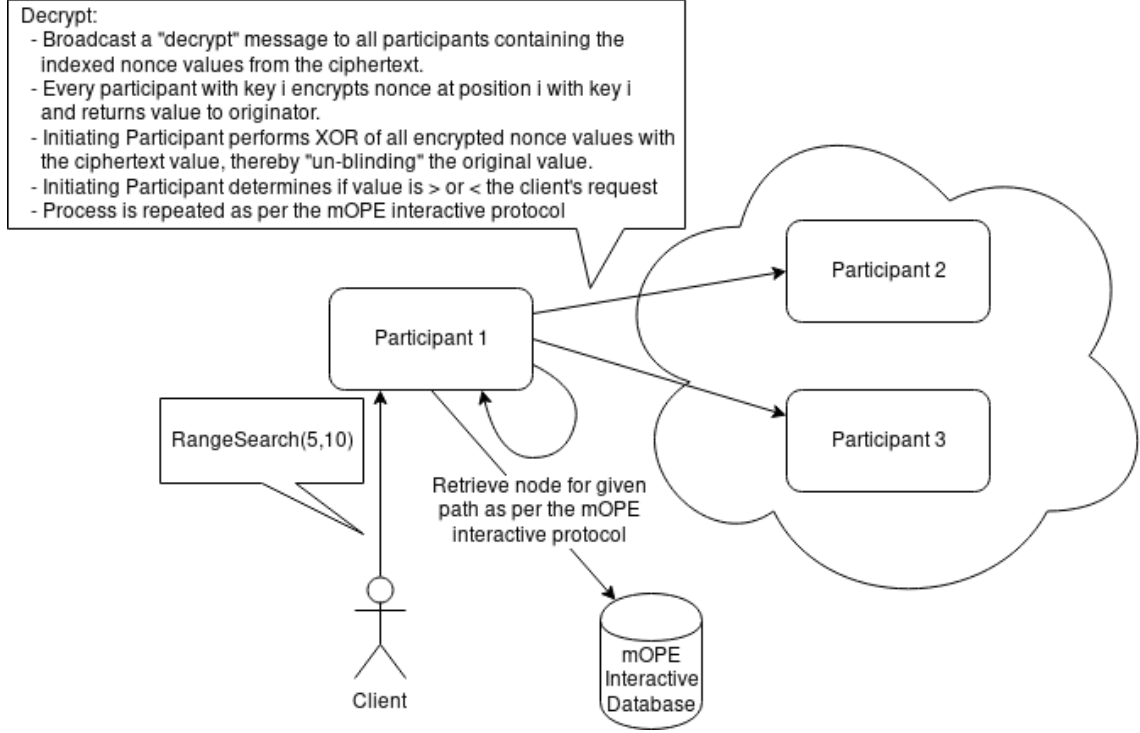 Decrypt:
- Broadcast a "decrypt" message to all participants containing the
indexed nonce values from the ciphertext.
- Every participant with key i encrypts nonce at position i with key i
and returns value to originator.
- Initiating Participant performs XOR of all encrypted nonce values with
the ciphertext value, thereby "un-blinding" the original value.
- Initiating Participant determines if value is > or < the client's request
- Process is repeated as per the mOPE interactive protocol
Participant 2
Participant 1
Participant 3
RangeSearch(5,10)
Retrieve node for given
path as per the mOPE
interactive protocol
Client
mOPE
Interactive
Database